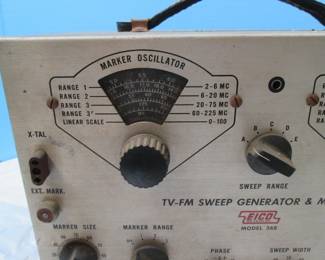 MARKER OSCILLATOR
RANGE 1 2-6 MC
RANGE 2 6-20 MC
RANGE 3 20-75 MC
RANGE 3" 60-225 MC
LINEAR SCALE 0-100
X-TAL
EXT. MARK.
A B C D E
SWEEP RANGE
TV-FM SWEEP GENERATOR & M
EICO
MODEL 368
MARKER SIZE
MARKER RANGE
PHASE
SWEEP WIDTH